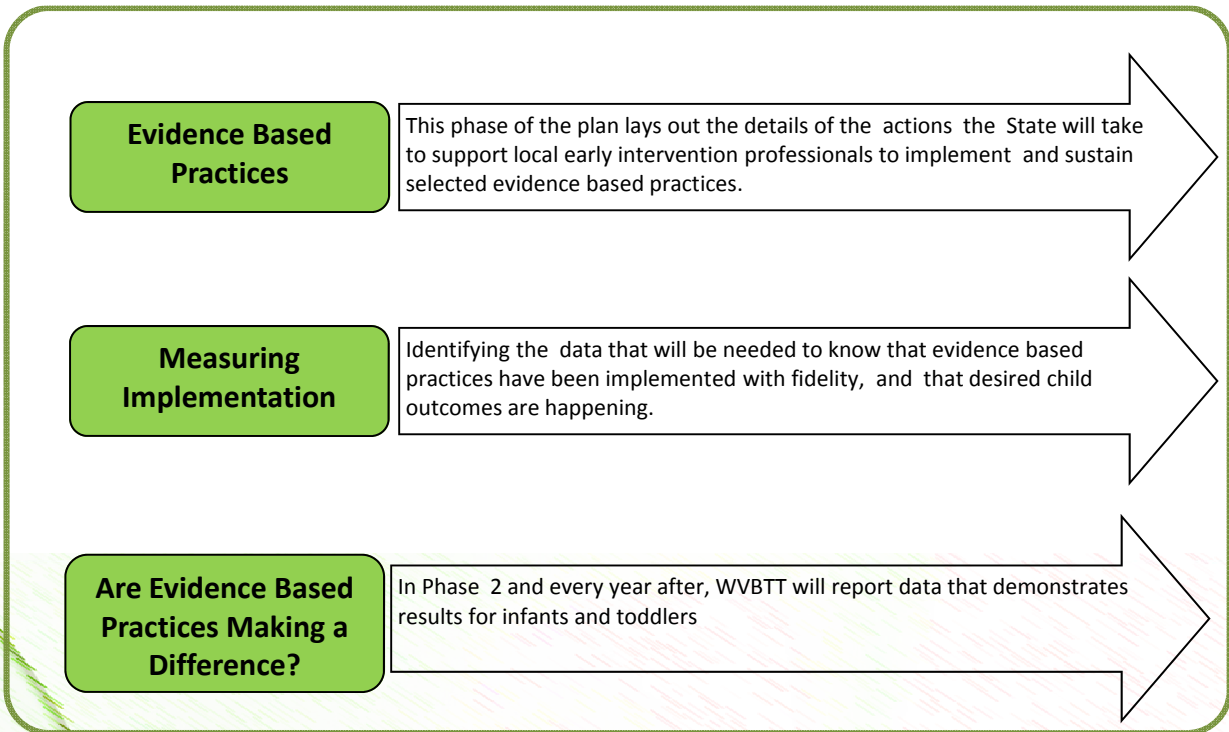 Evidence Based
Practices
This phase of the plan lays out the details of the actions the State will take
to support local early intervention professionals to implement and sustain
selected evidence based practices.
Measuring
Implementation
Identifying the data that will be needed to know that evidence based
practices have been implemented with fidelity, and that desired child
outcomes are happening.
Are Evidence Based
Practices Making a
Difference?
In Phase 2 and every year after, WVBTT will report data that demonstrates
results for infants and toddlers